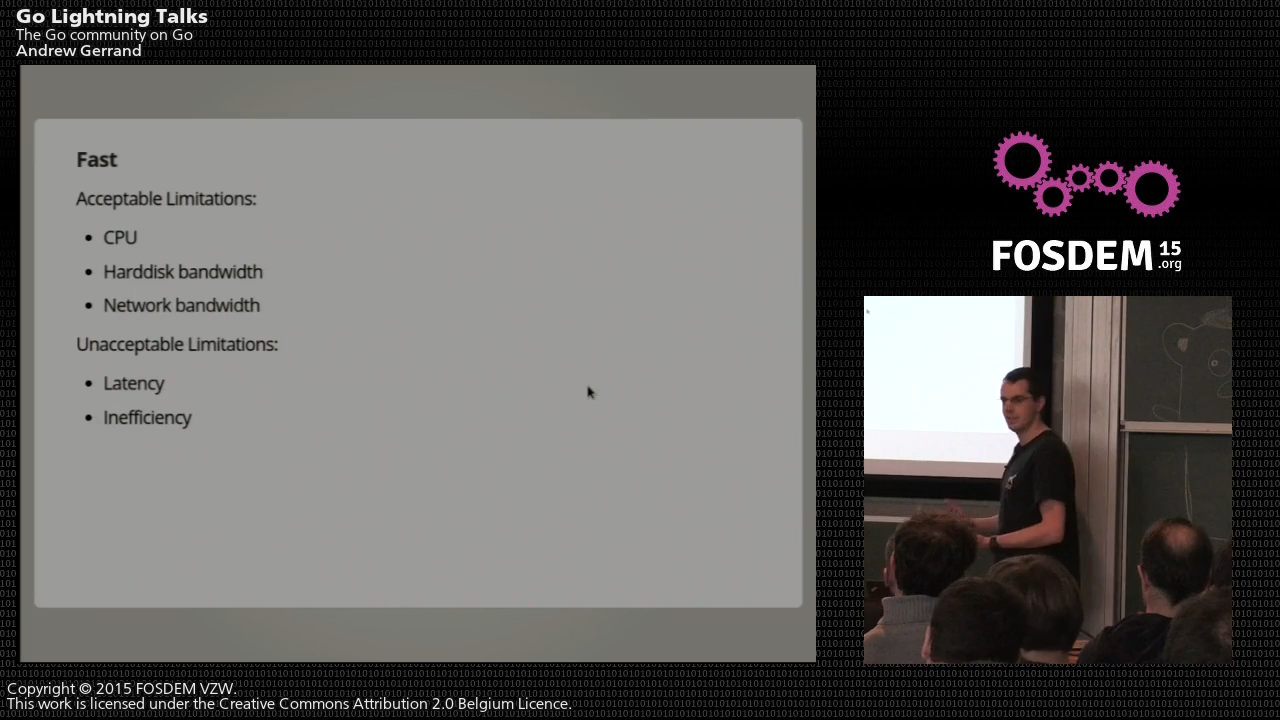 Go Lightning Talks
The Go community on Go
Andrew Gerrand
Fast
Acceptable Limitations:
• CPU
• Harddisk bandwidth
• Network bandwidth
Unacceptable Limitations:
• Latency
• Inefficiency
FOSDEM 15
.org
Copyright © 2015 FOSDEM VZW.
This work is licensed under the Creative Commons Attribution 2.0 Belgium Licence.